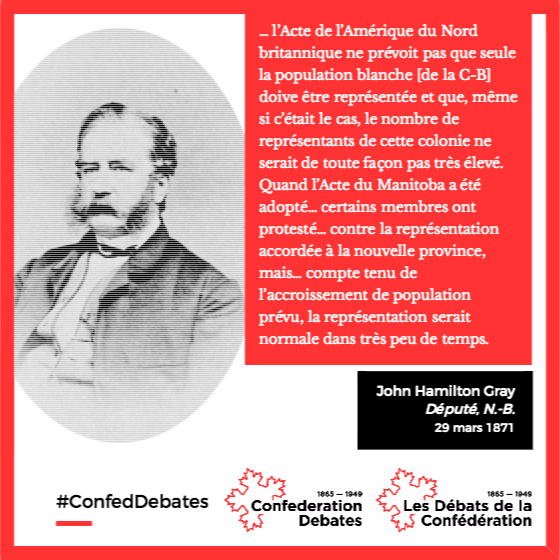 ... l'Acte de l'Amérique du Nord
britannique ne prévoit pas que seule
la population blanche [de la C-B]
doive être représentée et que, même
si c'était le cas, le nombre de
représentants de cette colonie ne
serait de toute façon pas très élevé.
Quand l'Acte du Manitoba a été
adopté... certains membres ont
protesté... contre la représentation
accordée à la nouvelle province,
mais... compte tenu de
l'accroissement de population
prévu, la représentation serait
normale dans très peu de temps.
John Hamilton Gray
Député, N.-B.
29 mars 1871
#ConfedDebates
1865 — 1949
Confederation
Debates
1865 — 1949
Les Débats de la
Confédération